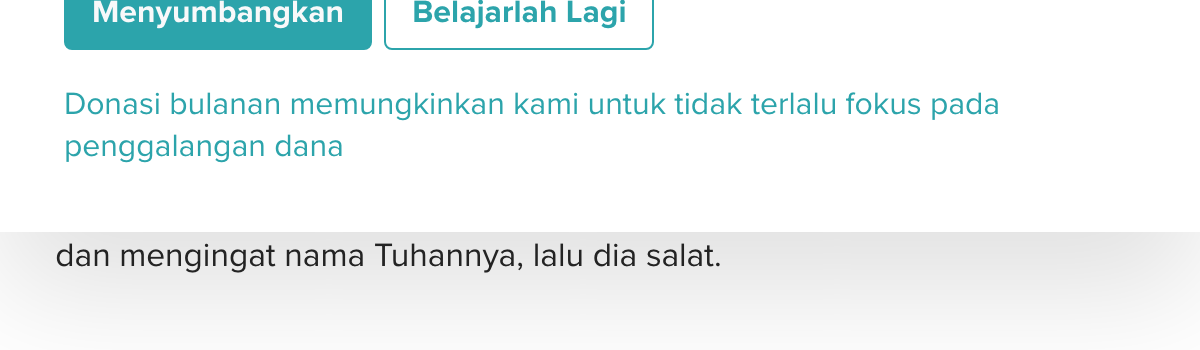 Menyumbangkan
Belajarlah Lagi
Donasi bulanan memungkinkan kami untuk tidak terlalu fokus pada
penggalangan dana
dan mengingat nama Tuhannya, lalu dia salat.